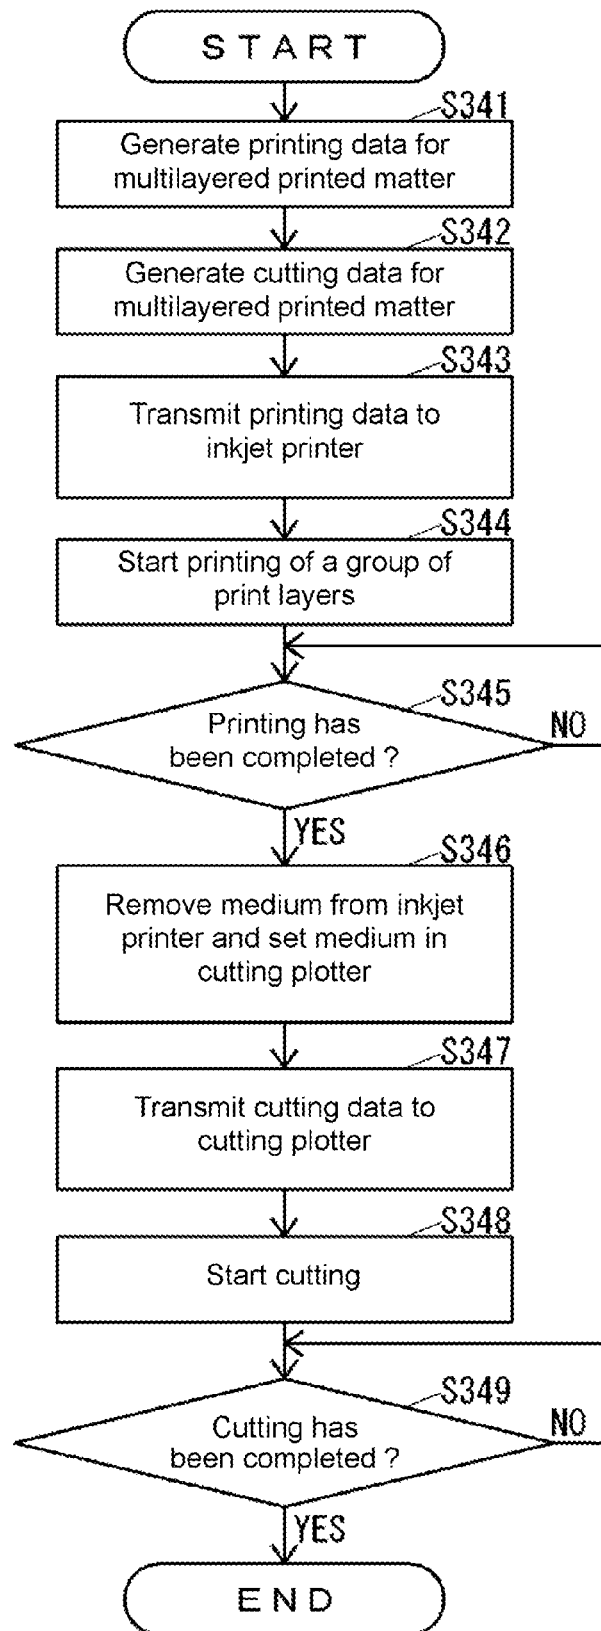 START
S341
Generate printing data for
multilayered printed matter
S342
Generate cutting data for
multilayered printed matter
S343
Transmit printing data to
inkjet printer
S344
Start printing of a group of
print layers
S345
Printing has
been completed ?
NO
YES
S346
Remove medium from inkjet
printer and set medium in
cutting plotter
S347
Transmit cutting data to
cutting plotter
S348
Start cutting
S349
Cutting has
been completed ?
NO
YES
END